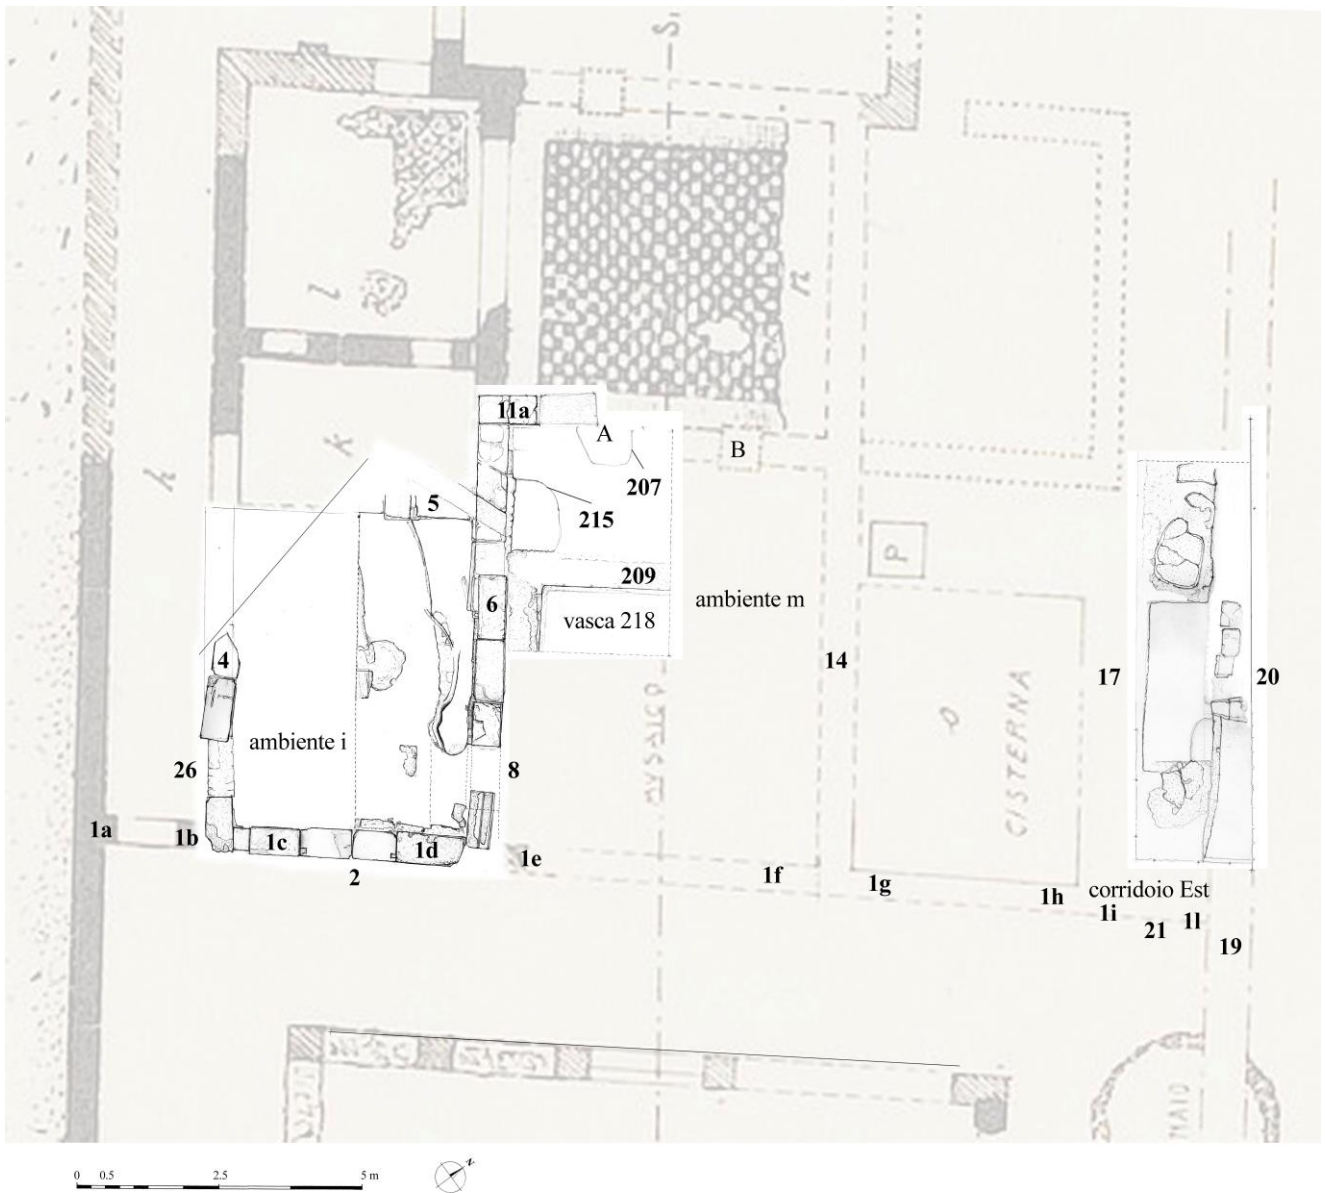 S.
l
n
11a
A
B
k
h
5
207
215
P
209
6
vasca 218
ambiente m
4
14
17
20
ambiente i
26
8
CISTERNA
1a
1b
1c
1d
1e
1f
1g
1h
2
corridoio Est
1i
1l
21
19
0 0.5 2.5 5 m
N